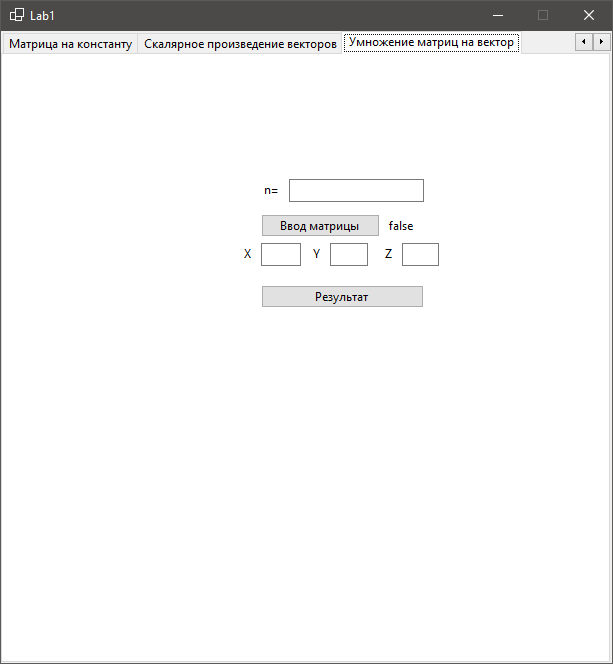 Lab1
Матрица на константу Скалярное произведение векторов Умножение матриц на вектор
n=
Ввод матрицы false
X Y Z
Результат